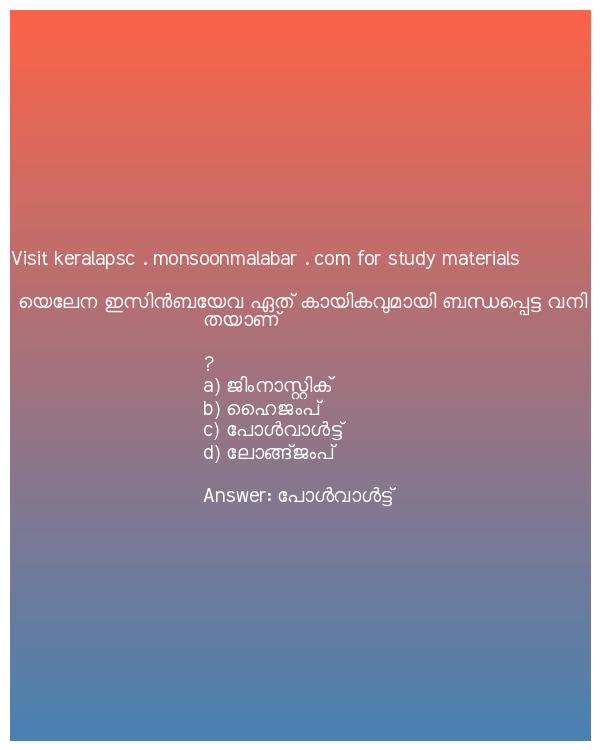 Visit keralapsc . monsoonmalabar . com for study materials
യെലേന ഇസിൻബയേവ ഏത് കായികവുമായി ബന്ധപ്പെട്ട വനി
തയാണ്
?
a) ജിംനാസ്റ്റിക്
b) ഹൈജംപ്
c) പോൾവാൾട്ട്
d) ലോങ്ങ്ജംപ്
Answer: പോൾവാൾട്ട്